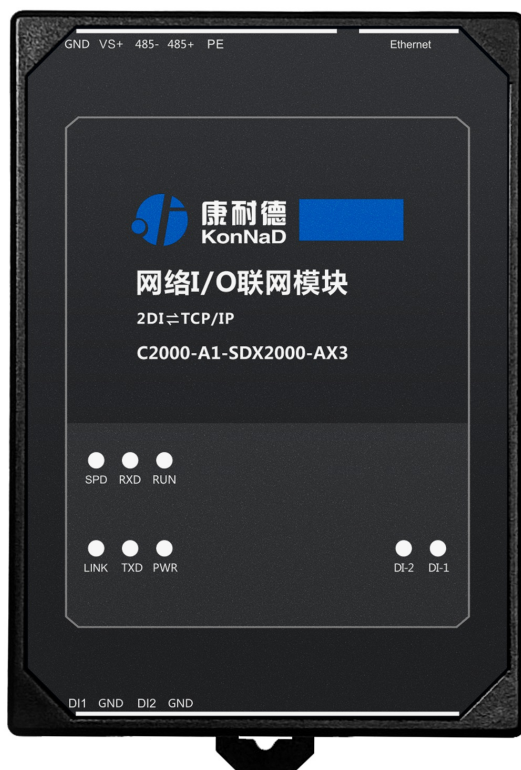 GND VS+ 485- 485+ PE Ethernet
康耐德
KonNaD
网络I/O联网模块
2DI⇌TCP/IP
C2000-A1-SDX2000-AX3
SPD RXD RUN
LINK TXD PWR DI-2 DI-1
DI1 GND DI2 GND